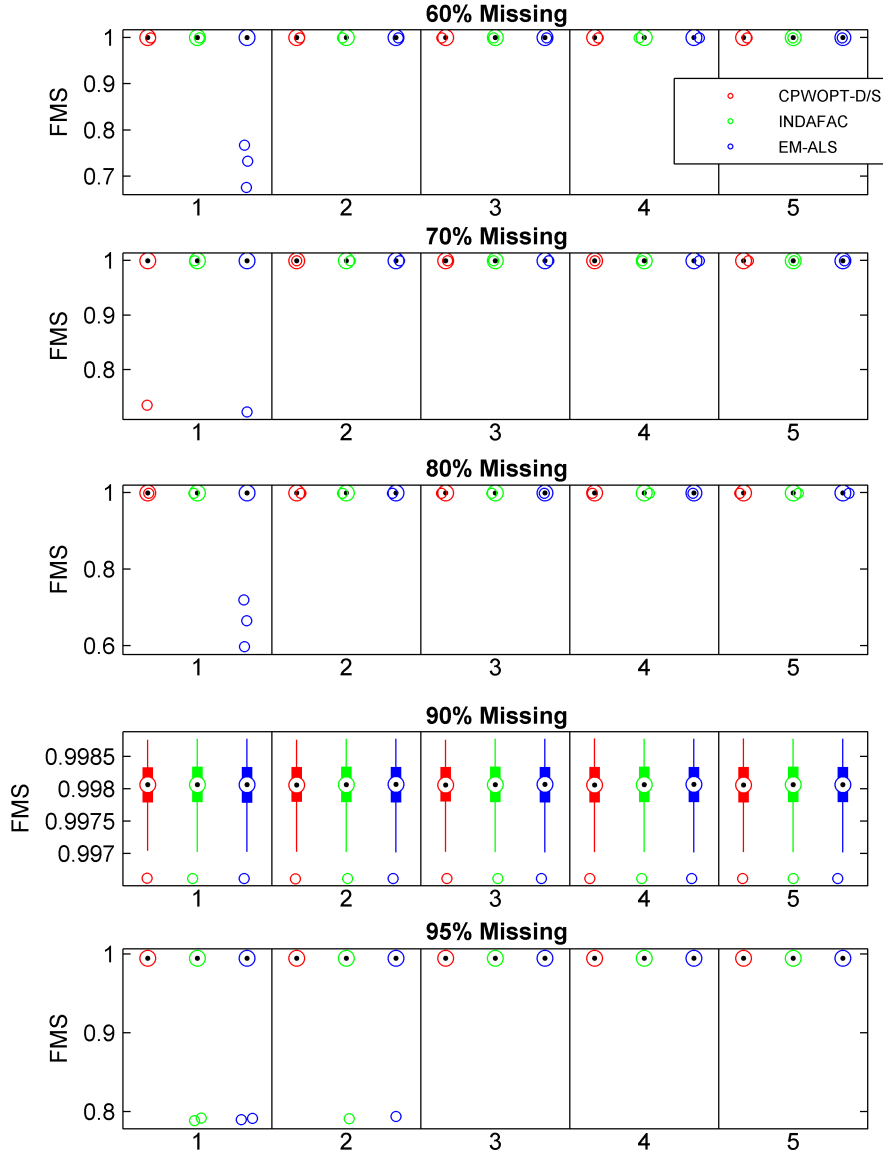 60% Missing
1
0.9
0.8
0.7
FMS
CPWOPT-D/S
INDAFAC
EM-ALS
1 2 3 4 5
70% Missing
1
0.9
0.8
FMS
1 2 3 4 5
80% Missing
1
0.8
0.6
FMS
1 2 3 4 5
90% Missing
0.9985
0.998
0.9975
0.997
FMS
1 2 3 4 5
95% Missing
1
0.9
0.8
FMS
1 2 3 4 5